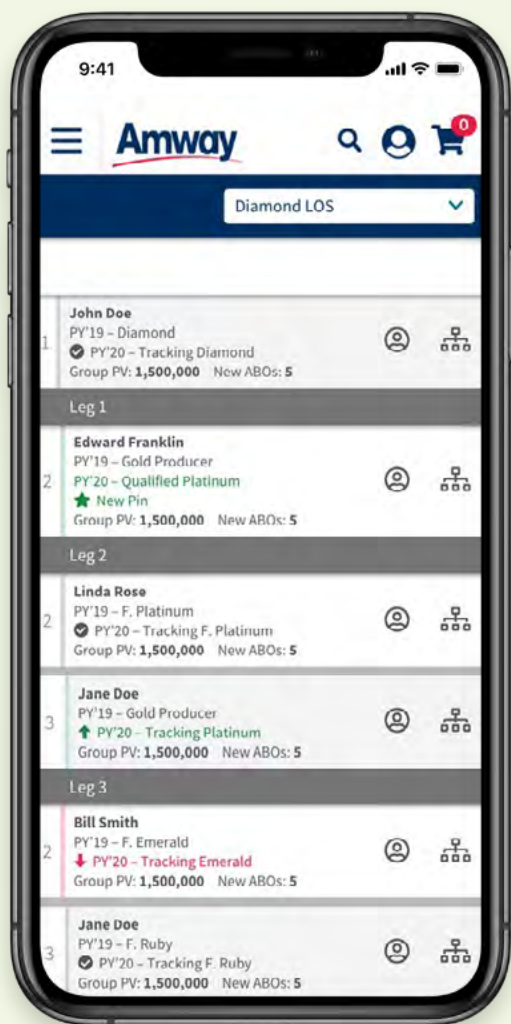 9:41
Amway
0
Diamond LOS
1
John Doe
PY'19 – Diamond
PY'20 – Tracking Diamond
Group PV: 1,500,000 New ABOs: 5
Leg 1
2
Edward Franklin
PY'19 – Gold Producer
PY'20 – Qualified Platinum
New Pin
Group PV: 1,500,000 New ABOs: 5
Leg 2
2
Linda Rose
PY'19 – F. Platinum
PY'20 – Tracking F. Platinum
Group PV: 1,500,000 New ABOs: 5
3
Jane Doe
PY'19 – Gold Producer
PY'20 – Tracking Platinum
Group PV: 1,500,000 New ABOs: 5
Leg 3
2
Bill Smith
PY'19 – F. Emerald
PY'20 – Tracking Emerald
Group PV: 1,500,000 New ABOs: 5
3
Jane Doe
PY'19 – F. Ruby
PY'20 – Tracking F. Ruby
Group PV: 1,500,000 New ABOs: 5